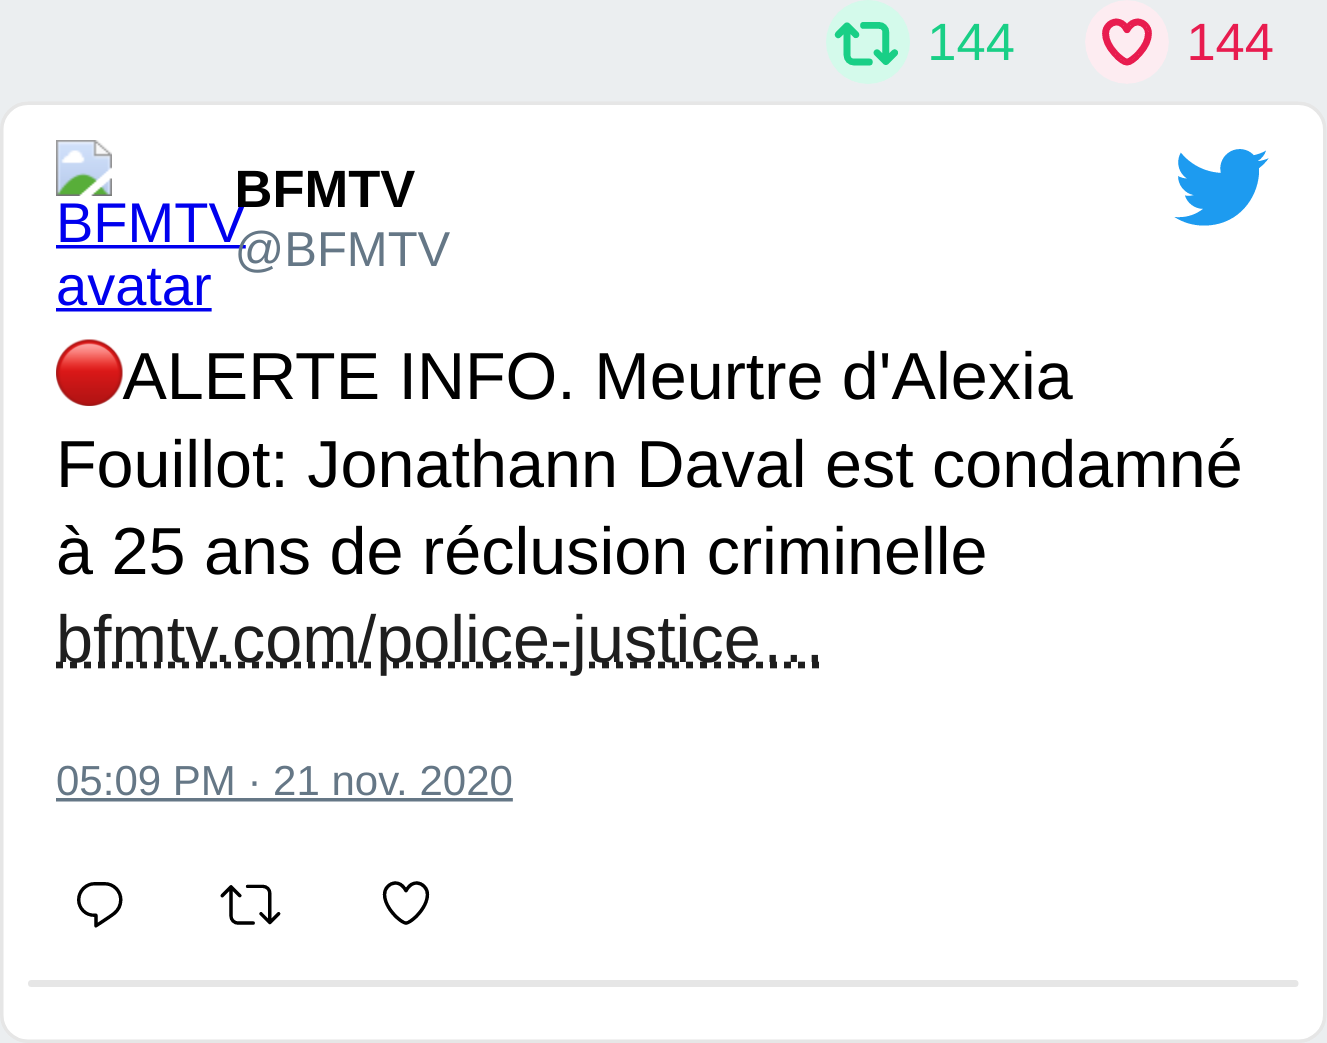 144 144
BFMTV avatar
BFMTV
@BFMTV
🔴ALERTE INFO. Meurtre d'Alexia
Fouillot: Jonathann Daval est condamné
à 25 ans de réclusion criminelle
bfmtv.com/police-justice…
05:09 PM · 21 nov. 2020